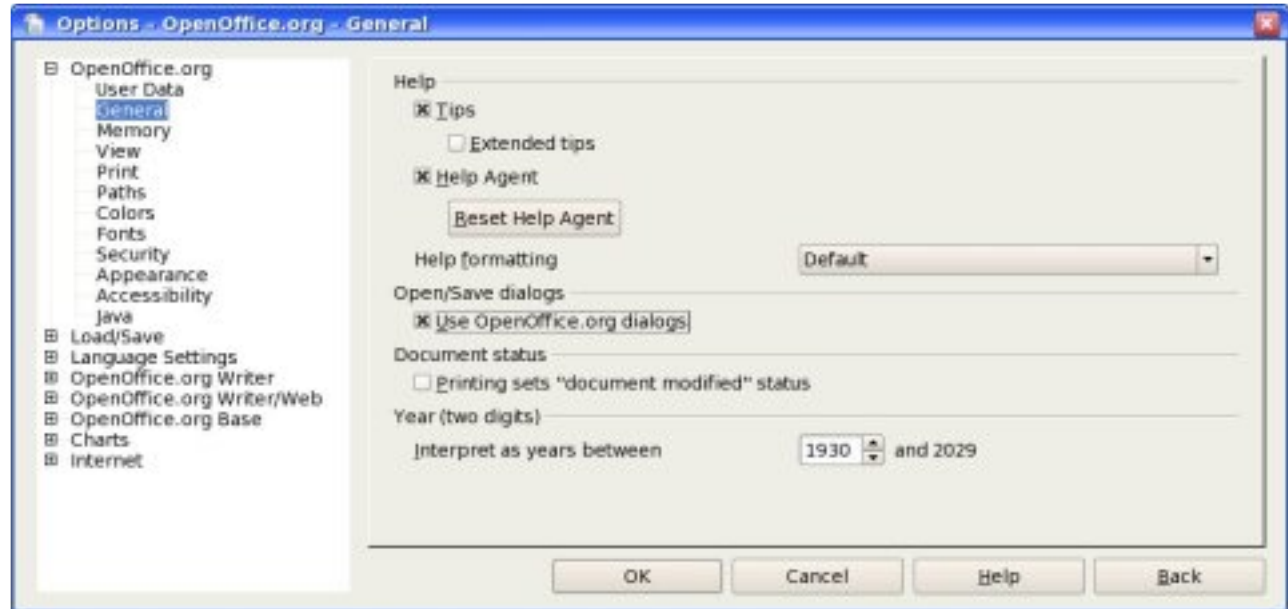 Options - OpenOffice.org - General
OpenOffice.org
User Data
General
Memory
View
Print
Paths
Colors
Fonts
Security
Appearance
Accessibility
Java
Load/Save
Language Settings
OpenOffice.org Writer
OpenOffice.org Writer/Web
OpenOffice.org Base
Charts
Internet
Help
Tips
Extended tips
Help Agent
Reset Help Agent
Help formatting Default
Open/Save dialogs
Use OpenOffice.org dialogs
Document status
Printing sets "document modified" status
Year (two digits)
Interpret as years between 1930 and 2029
OK Cancel Help Back